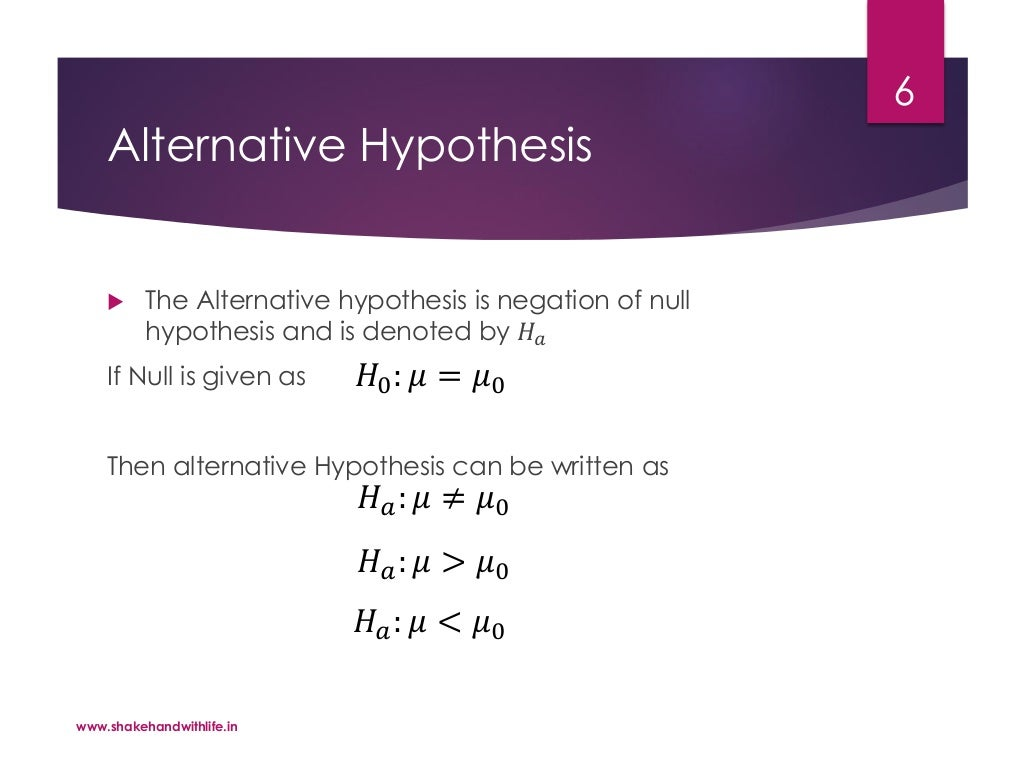 6
Alternative Hypothesis
The Alternative hypothesis is negation of null
hypothesis and is denoted by 𝐻ₐ
If Null is given as 𝐻₀: 𝜇 = 𝜇₀
Then alternative Hypothesis can be written as
𝐻ₐ: 𝜇 ≠ 𝜇₀
𝐻ₐ: 𝜇 > 𝜇₀
𝐻ₐ: 𝜇 < 𝜇₀
www.shakehandwithlife.in